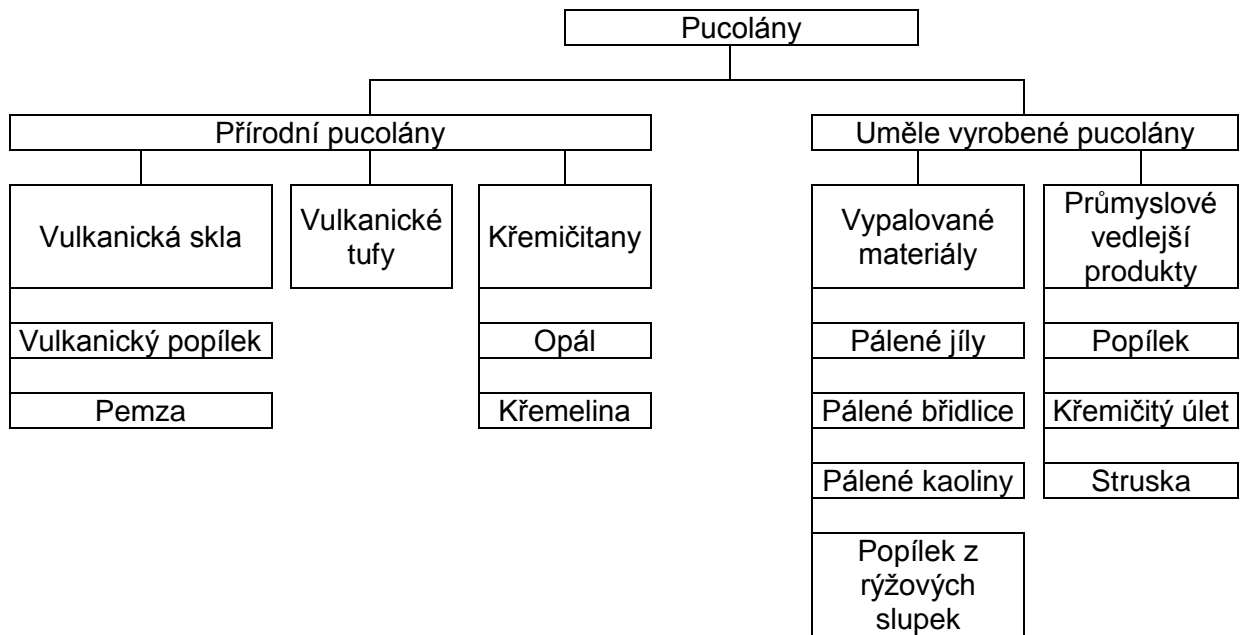 Pucolány
Přírodní pucolány
Uměle vyrobené pucolány
Vulkanická skla
Vulkanické
tufy
Křemičitany
Vypalované
materiály
Průmyslové
vedlejší
produkty
Vulkanický popílek
Opál
Pálené jíly
Popílek
Pemza
Křemelina
Pálené břidlice
Křemičitý úlet
Pálené kaoliny
Struska
Popílek z
rýžových
slupek